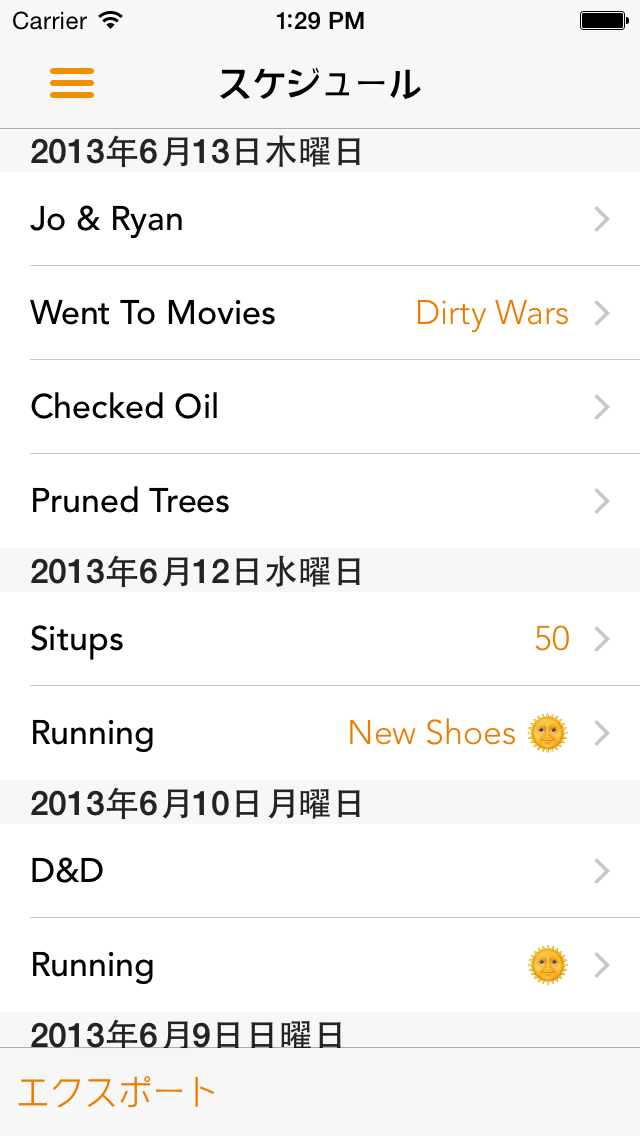 Carrier 1:29 PM
スケジュール
2013年6月13日木曜日
Jo & Ryan
Went To Movies Dirty Wars
Checked Oil
Pruned Trees
2013年6月12日水曜日
Situps 50
Running New Shoes 🌞
2013年6月10日月曜日
D&D
Running 🌞
2013年6月9日日曜日
エクスポート